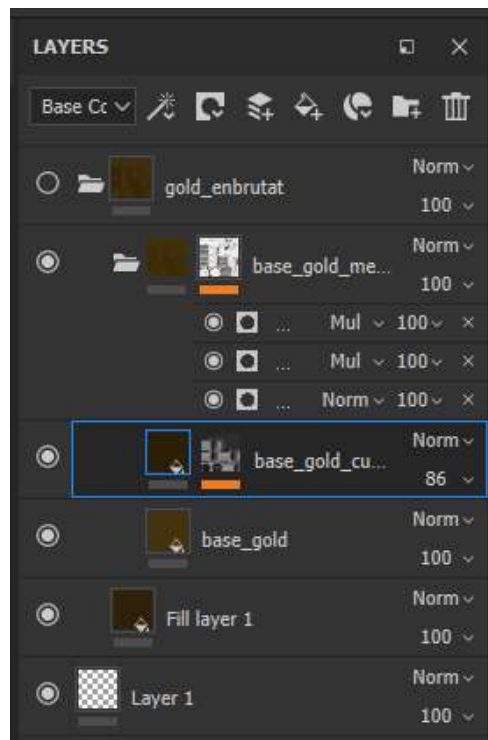 LAYERS
Base Cc
gold_enbrutat Norm
100
base_gold_me... Norm
100
... Mul 100
... Mul 100
... Norm 100
base_gold_cu... Norm
86
base_gold Norm
100
Fill layer 1 Norm
100
Layer 1 Norm
100